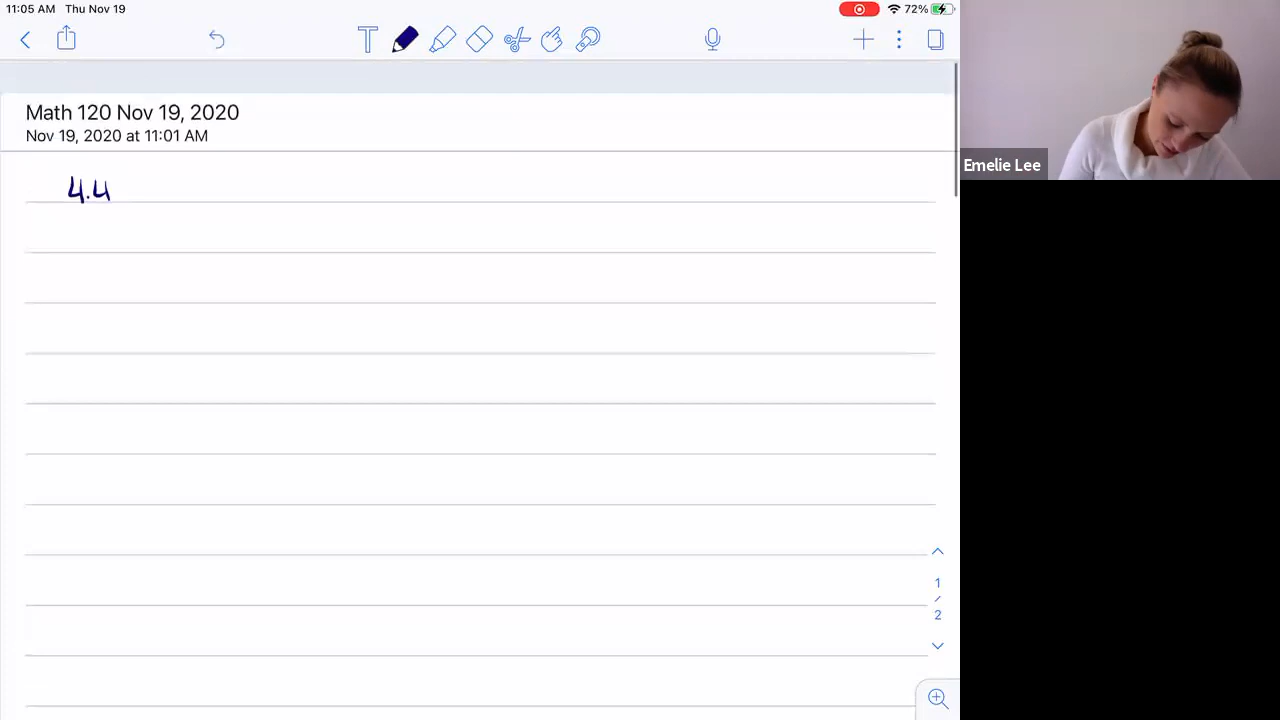 11:05 AM Thu Nov 19
72%
T
Math 120 Nov 19, 2020
Nov 19, 2020 at 11:01 AM
4.4
Emelie Lee
1
/
2